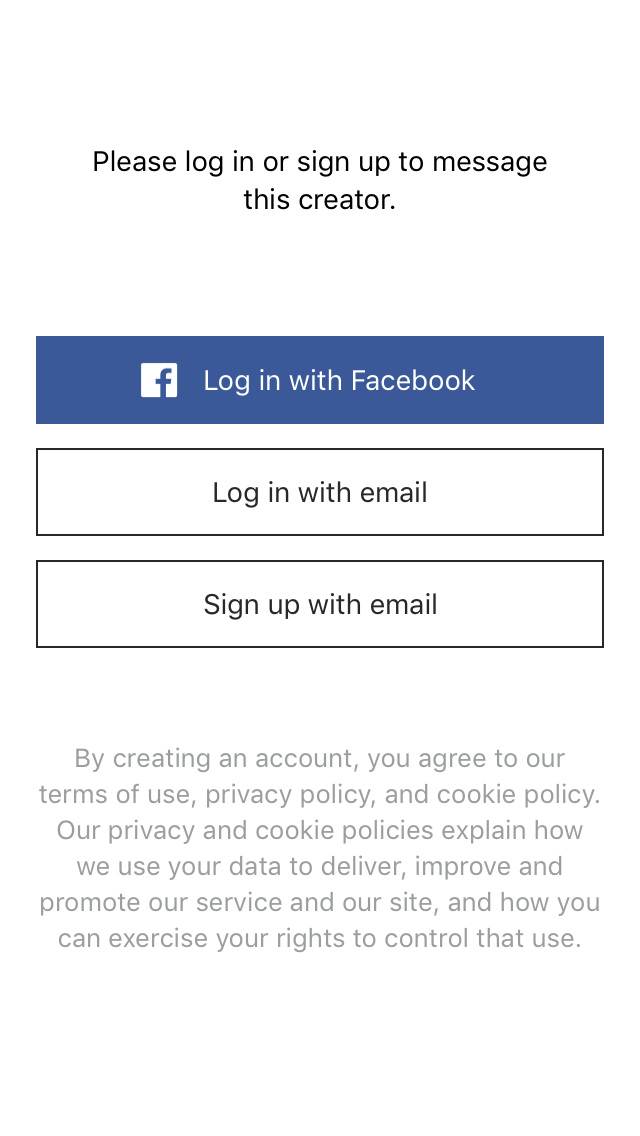 Please log in or sign up to message
this creator.
Log in with Facebook
Log in with email
Sign up with email
By creating an account, you agree to our
terms of use, privacy policy, and cookie policy.
Our privacy and cookie policies explain how
we use your data to deliver, improve and
promote our service and our site, and how you
can exercise your rights to control that use.